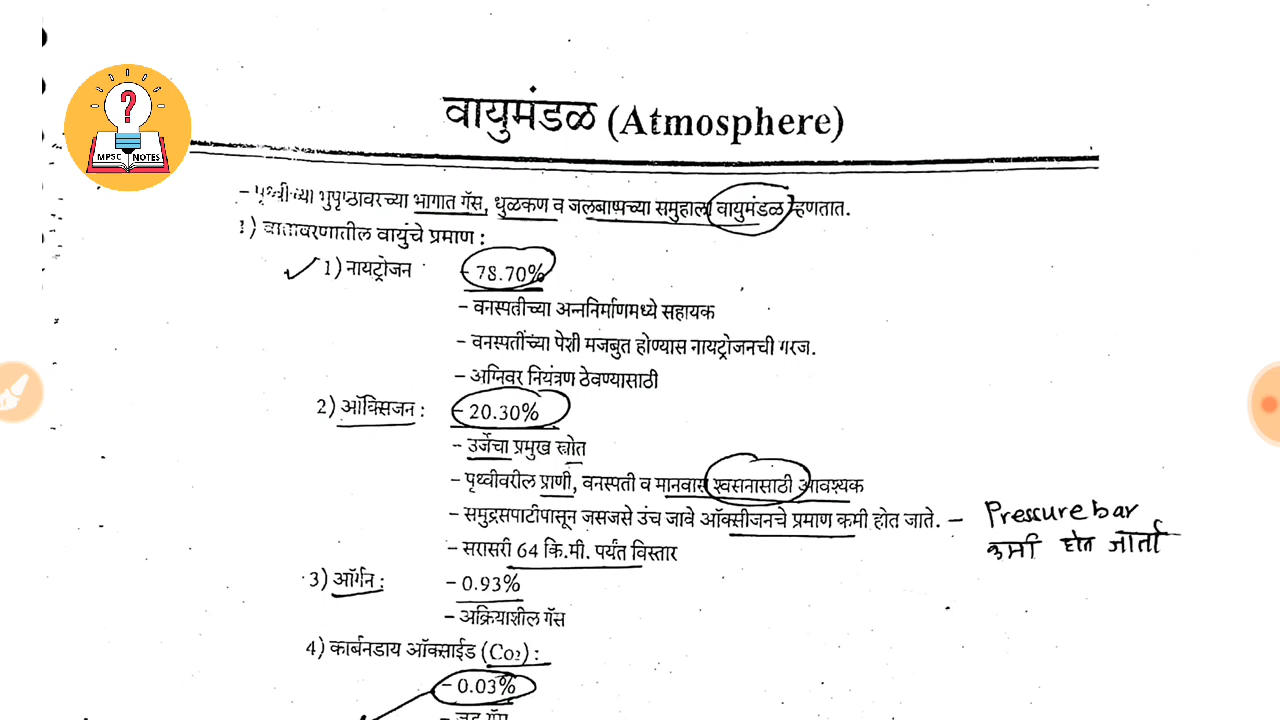 वायुमंडळ (Atmosphere)
MPSC NOTES
- पृथ्वीच्या भुपृष्ठावरच्या भागात गॅस, धुळकण व जलबाष्पच्या समुहाला वायुमंडळ म्हणतात.
1) वातावरणातील वायुंचे प्रमाण :
1) नायट्रोजन - 78.70%
- वनस्पतीच्या अन्ननिर्माणमध्ये सहायक
- वनस्पतींच्या पेशी मजबुत होण्यास नायट्रोजनची गरज.
- अग्निवर नियंत्रण ठेवण्यासाठी
2) ऑक्सिजन : - 20.30%
- उर्जेचा प्रमुख स्त्रोत
- पृथ्वीवरील प्राणी, वनस्पती व मानवास श्वसनासाठी आवश्यक
- समुद्रसपाटीपासून जसजसे उंच जावे ऑक्सीजनचे प्रमाण कमी होत जाते. - Pressure bar
कमी होत जाता
- सरासरी 64 कि.मी. पर्यंत विस्तार
3) ऑर्गन : - 0.93%
- अक्रियाशील गॅस
4) कार्बनडाय ऑक्साईड (Co₂) :
- 0.03%
- जड गॅस